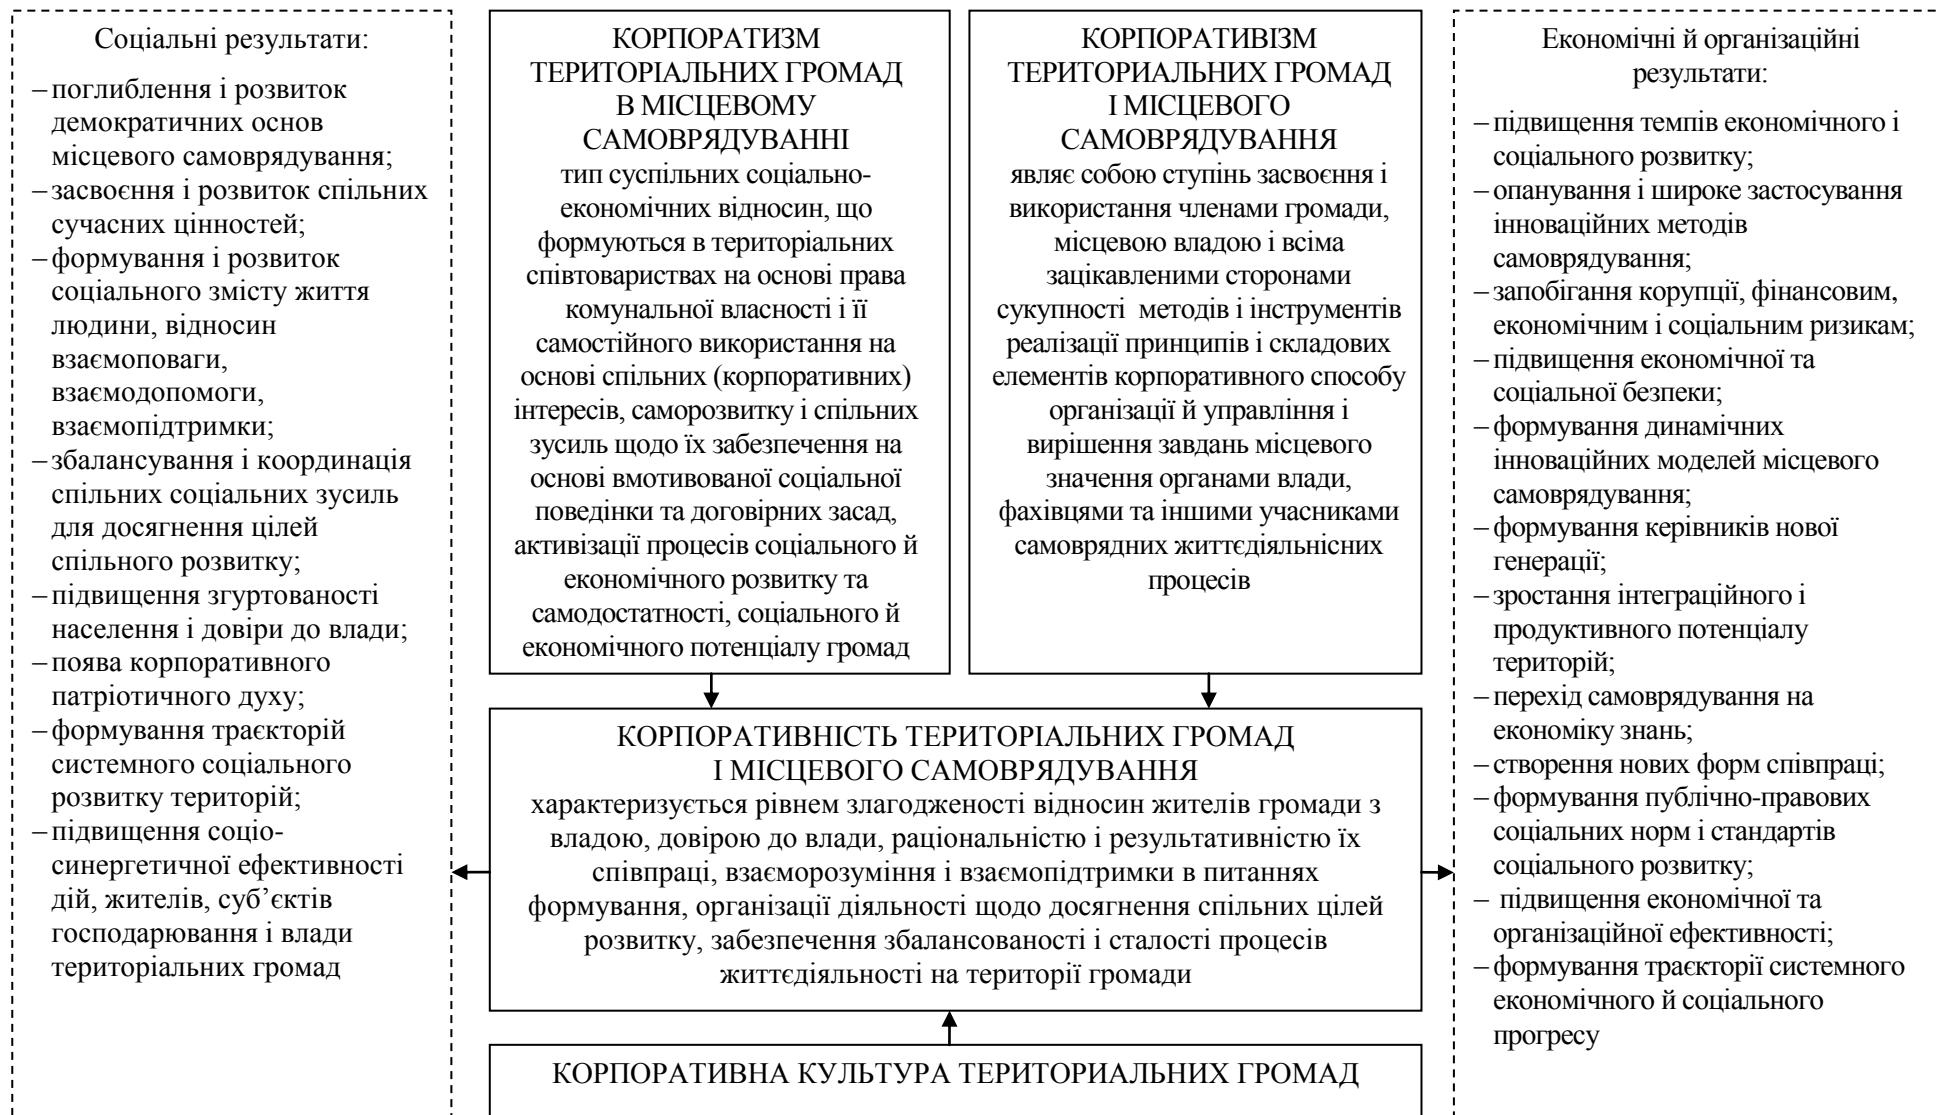 Соціальні результати:
– поглиблення і розвиток
демократичних основ
місцевого самоврядування;
– засвоєння і розвиток спільних
сучасних цінностей;
– формування і розвиток
соціального змісту життя
людини, відносин
взаємоповаги,
взаємодопомоги,
взаємопідтримки;
– збалансування і координація
спільних соціальних зусиль
для досягнення цілей
спільного розвитку;
– підвищення згуртованості
населення і довіри до влади;
– поява корпоративного
патріотичного духу;
– формування траєкторій
системного соціального
розвитку територій;
– підвищення соціо-
синергетичної ефективності
дій, жителів, суб’єктів
господарювання і влади
територіальних громад
КОРПОРАТИЗМ
ТЕРИТОРІАЛЬНИХ ГРОМАД
В МІСЦЕВОМУ
САМОВРЯДУВАННІ
тип суспільних соціально-
економічних відносин, що
формуються в територіальних
співтовариствах на основі права
комунальної власності і її
самостійного використання на
основі спільних (корпоративних)
інтересів, саморозвитку і спільних
зусиль щодо їх забезпечення на
основі вмотивованої соціальної
поведінки та договірних засад,
активізації процесів соціального й
економічного розвитку та
самодостатності, соціального й
економічного потенціалу громад
КОРПОРАТИВІЗМ
ТЕРИТОРИАЛЬНИХ ГРОМАД
І МІСЦЕВОГО
САМОВРЯДУВАННЯ
являє собою ступінь засвоєння і
використання членами громади,
місцевою владою і всіма
зацікавленими сторонами
сукупності методів і інструментів
реалізації принципів і складових
елементів корпоративного способу
організації й управління і
вирішення завдань місцевого
значення органами влади,
фахівцями та іншими учасниками
самоврядних життєдіяльнісних
процесів
КОРПОРАТИВНІСТЬ ТЕРИТОРІАЛЬНИХ ГРОМАД
І МІСЦЕВОГО САМОВРЯДУВАННЯ
характеризується рівнем злагодженості відносин жителів громади з
владою, довірою до влади, раціональністю і результативністю їх
співпраці, взаєморозуміння і взаємопідтримки в питаннях
формування, організації діяльності щодо досягнення спільних цілей
розвитку, забезпечення збалансованості і сталості процесів
життєдіяльності на території громади
КОРПОРАТИВНА КУЛЬТУРА ТЕРИТОРИАЛЬНИХ ГРОМАД
Економічні й організаційні
результати:
– підвищення темпів економічного і
соціального розвитку;
– опанування і широке застосування
інноваційних методів
самоврядування;
– запобігання корупції, фінансовим,
економічним і соціальним ризикам;
– підвищення економічної та
соціальної безпеки;
– формування динамічних
інноваційних моделей місцевого
самоврядування;
– формування керівників нової
генерації;
– зростання інтеграційного і
продуктивного потенціалу
територій;
– перехід самоврядування на
економіку знань;
– створення нових форм співпраці;
– формування публічно-правових
соціальних норм і стандартів
соціального розвитку;
– підвищення економічної та
організаційної ефективності;
– формування траєкторії системного
економічного й соціального
прогресу